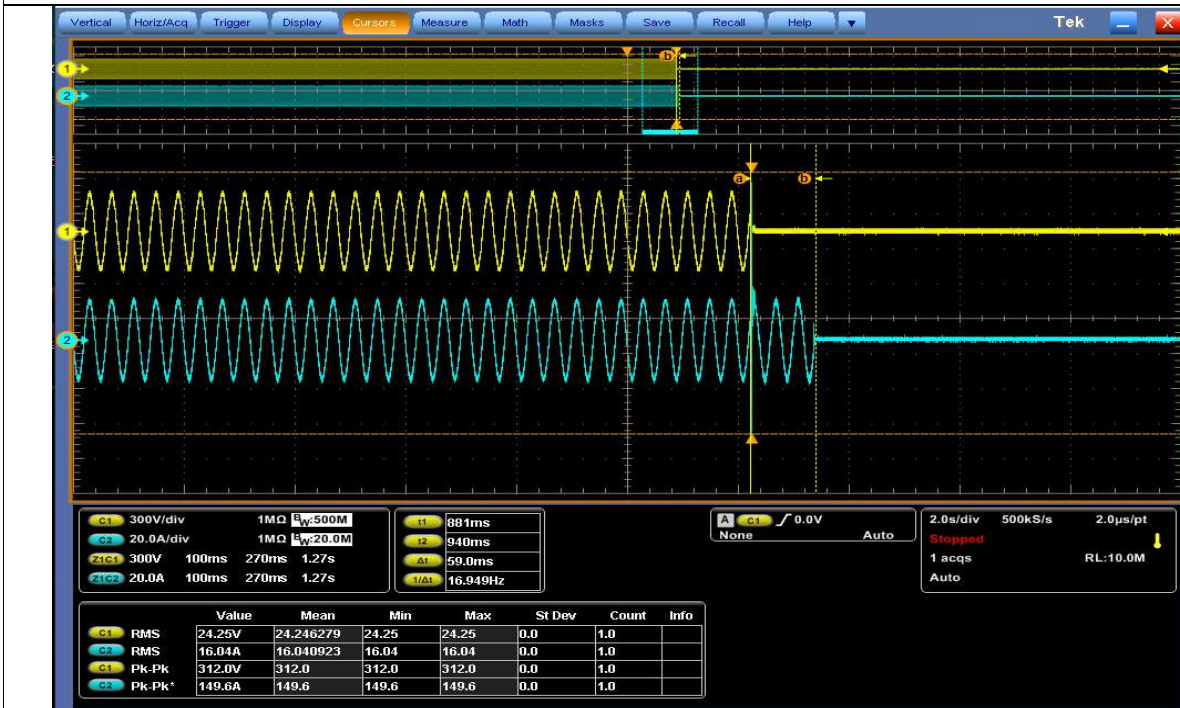 Vertical Horiz/Acq Trigger Display Cursors Measure Math Masks Save Recall Help Tek X
b
1
2
a b
1
2
C1 300V/div 1MΩ BW:500M
C2 20.0A/div 1MΩ BW:20.0M
Z1C1 300V 100ms 270ms 1.27s
Z1C2 20.0A 100ms 270ms 1.27s
t1 881ms
t2 940ms
Δt 59.0ms
1/Δt 16.949Hz
A C1 0.0V
None Auto
2.0s/div 500kS/s 2.0µs/pt
Stopped
1 acqs RL:10.0M
Auto
Value Mean Min Max St Dev Count Info
C1 RMS 24.25V 24.246279 24.25 24.25 0.0 1.0
C2 RMS 16.04A 16.040923 16.04 16.04 0.0 1.0
C1 Pk-Pk 312.0V 312.0 312.0 312.0 0.0 1.0
C2 Pk-Pk* 149.6A 149.6 149.6 149.6 0.0 1.0